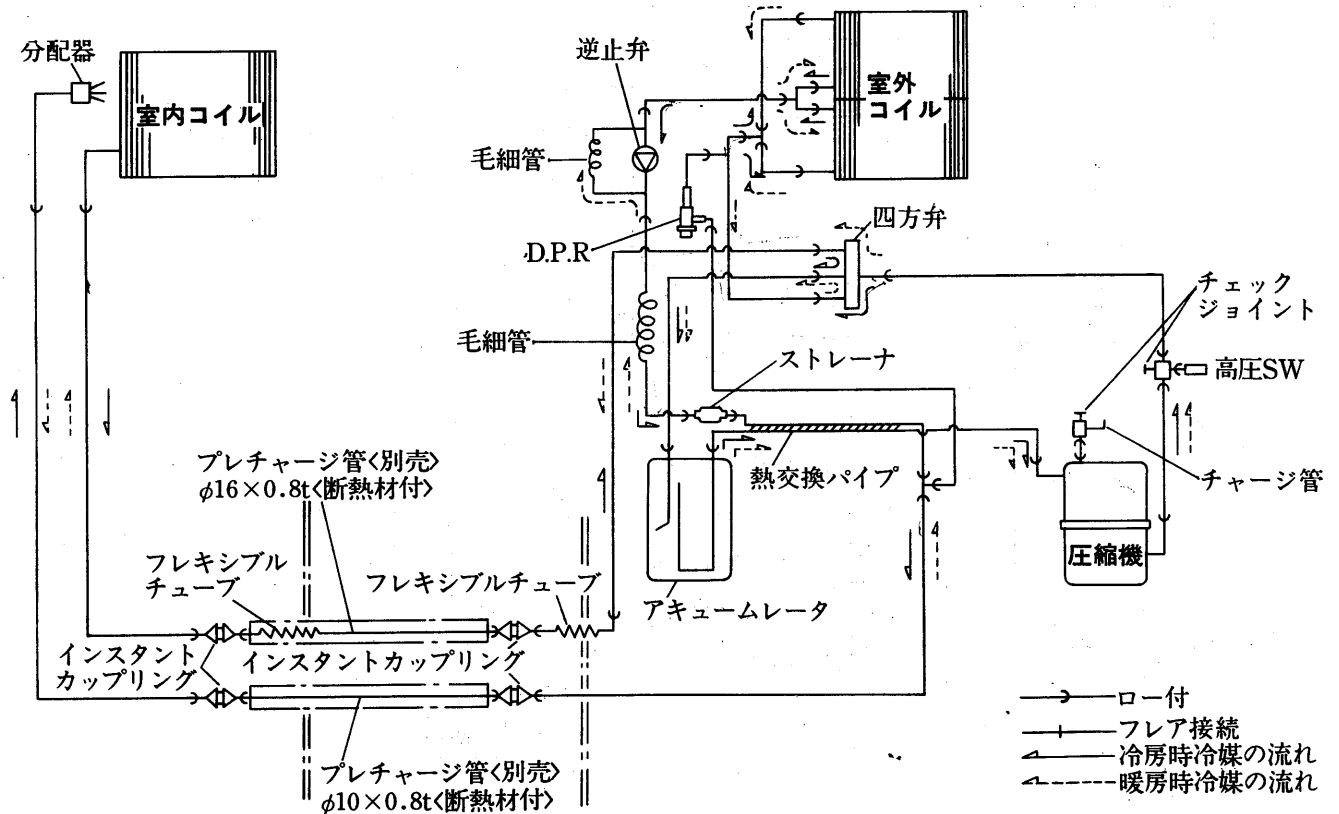 分配器
室内コイル
逆止弁
室外
コイル
毛細管
D.P.R
四方弁
チェック
ジョイント
毛細管
ストレーナ
高圧SW
プレチャージ管<別売>
φ16×0.8t<断熱材付>
熱交換パイプ
チャージ管
フレキシブル
チューブ
フレキシブルチューブ
圧縮機
アキュームレータ
インスタント
カップリング
インスタントカップリング
ロー付
フレア接続
冷房時冷媒の流れ
暖房時冷媒の流れ
プレチャージ管<別売>
φ10×0.8t<断熱材付>